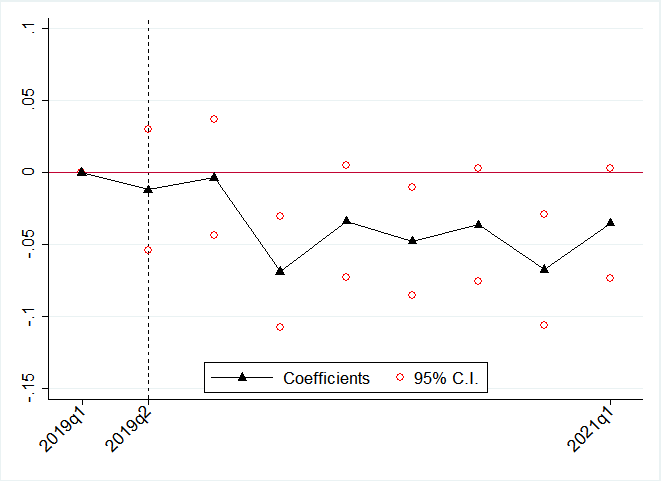 .1
.05
0
-.05
-.1
-.15
2019q1
2019q2
2021q1
Coefficients
95% C.I.